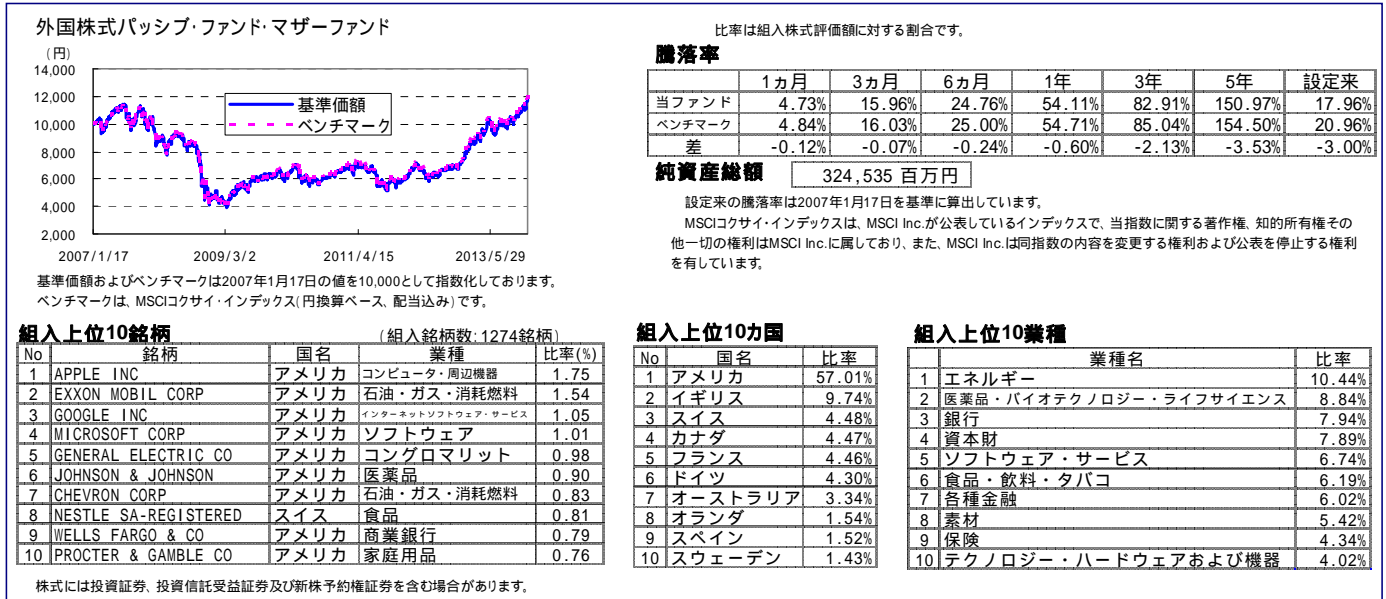 外国株式パッシブ・ファンド・マザーファンド
(円)
14,000
12,000
10,000
8,000
6,000
4,000
2,000
基準価額
ベンチマーク
2007/1/17 2009/3/2 2011/4/15 2013/5/29
基準価額およびベンチマークは2007年1月17日の値を10,000として指数化しております。
ベンチマークは、MSCIコクサイ・インデックス(円換算ベース、配当込み)です。
比率は組入株式評価額に対する割合です。
騰落率
1ヵ月 3ヵ月 6ヵ月 1年 3年 5年 設定来
当ファンド 4.73% 15.96% 24.76% 54.11% 82.91% 150.97% 17.96%
ベンチマーク 4.84% 16.03% 25.00% 54.71% 85.04% 154.50% 20.96%
差 -0.12% -0.07% -0.24% -0.60% -2.13% -3.53% -3.00%
純資産総額 324,535 百万円
設定来の騰落率は2007年1月17日を基準に算出しています。
MSCIコクサイ・インデックスは、MSCI Inc.が公表しているインデックスで、当指数に関する著作権、知的所有権その
他一切の権利はMSCI Inc.に属しており、また、MSCI Inc.は同指数の内容を変更する権利および公表を停止する権利
を有しています。
組入上位10銘柄 (組入銘柄数:1274銘柄)
No 銘柄 国名 業種 比率(%)
1 APPLE INC アメリカ コンピュータ・周辺機器 1.75
2 EXXON MOBIL CORP アメリカ 石油・ガス・消耗燃料 1.54
3 GOOGLE INC アメリカ インターネットソフトウェア・サービス 1.05
4 MICROSOFT CORP アメリカ ソフトウェア 1.01
5 GENERAL ELECTRIC CO アメリカ コングロマリット 0.98
6 JOHNSON & JOHNSON アメリカ 医薬品 0.90
7 CHEVRON CORP アメリカ 石油・ガス・消耗燃料 0.83
8 NESTLE SA-REGISTERED スイス 食品 0.81
9 WELLS FARGO & CO アメリカ 商業銀行 0.79
10 PROCTER & GAMBLE CO アメリカ 家庭用品 0.76
株式には投資証券、投資信託受益証券及び新株予約権証券を含む場合があります。
組入上位10カ国
No 国名 比率
1 アメリカ 57.01%
2 イギリス 9.74%
3 スイス 4.48%
4 カナダ 4.47%
5 フランス 4.46%
6 ドイツ 4.30%
7 オーストラリア 3.34%
8 オランダ 1.54%
9 スペイン 1.52%
10 スウェーデン 1.43%
組入上位10業種
業種名 比率
1 エネルギー 10.44%
2 医薬品・バイオテクノロジー・ライフサイエンス 8.84%
3 銀行 7.94%
4 資本財 7.89%
5 ソフトウェア・サービス 6.74%
6 食品・飲料・タバコ 6.19%
7 各種金融 6.02%
8 素材 5.42%
9 保険 4.34%
10 テクノロジー・ハードウェアおよび機器 4.02%